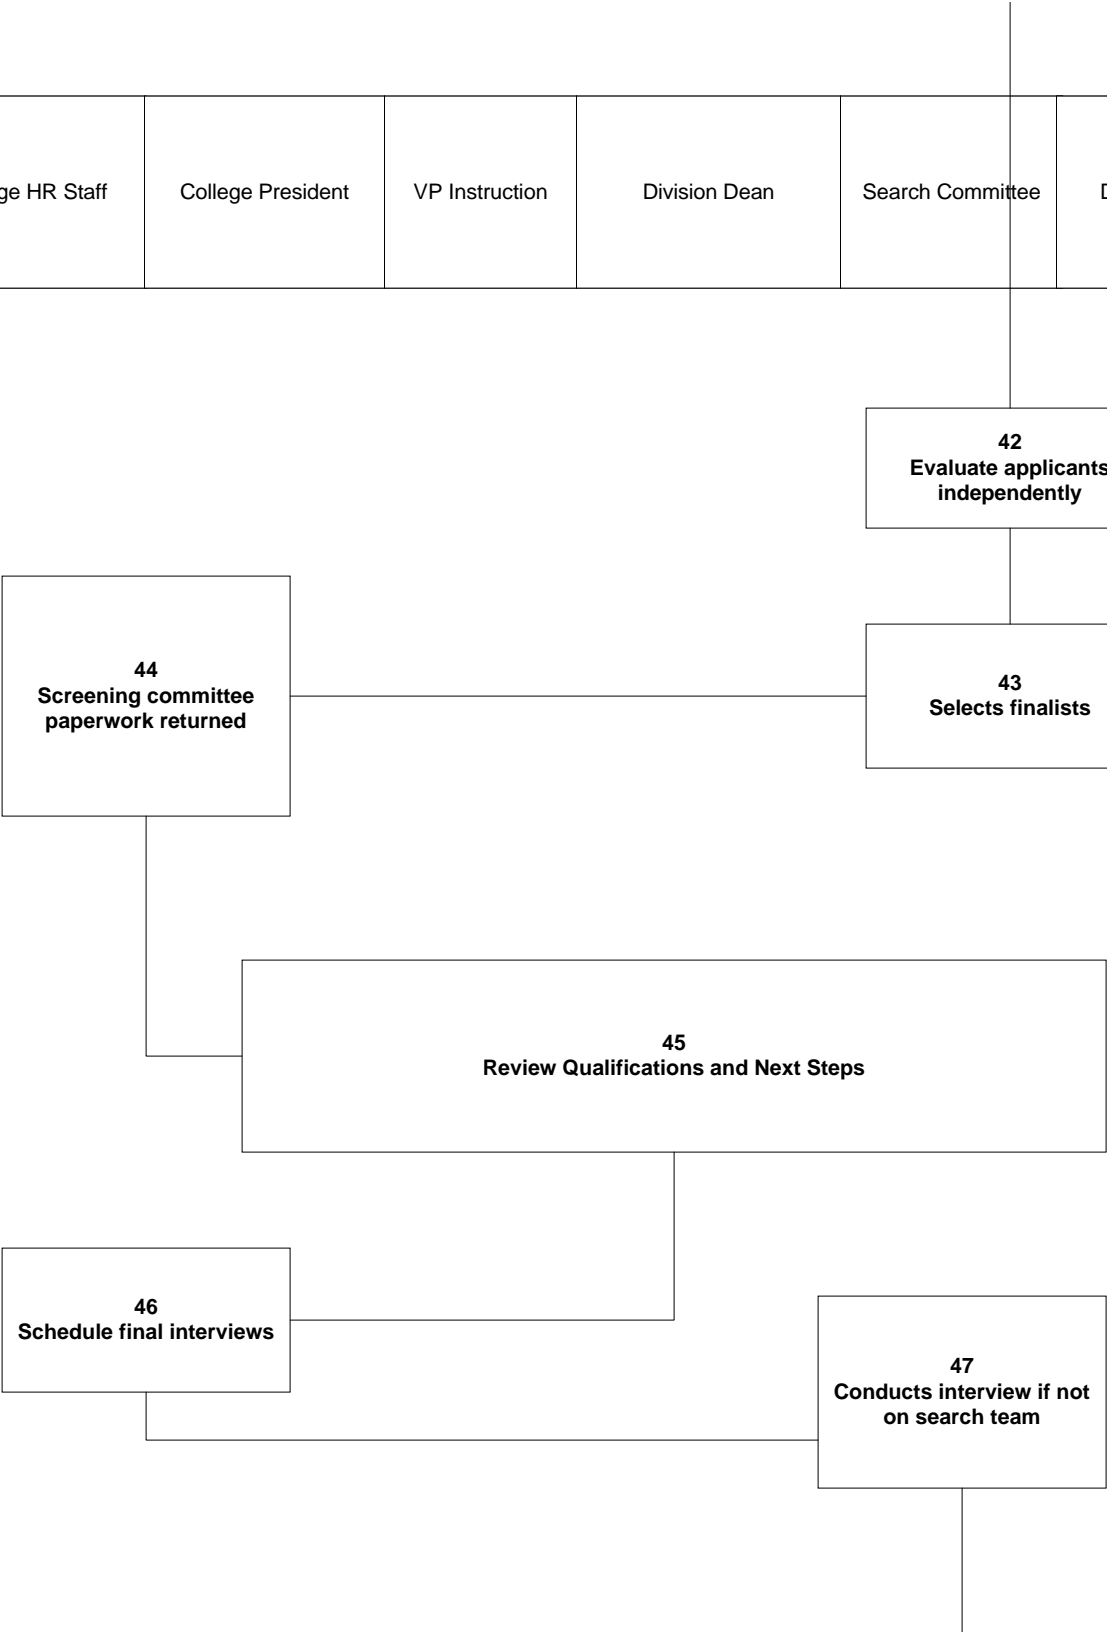 ge HR Staff
College President
VP Instruction
Division Dean
Search Committee
D
42
Evaluate applicants
independently
44
Screening committee
paperwork returned
43
Selects finalists
45
Review Qualifications and Next Steps
46
Schedule final interviews
47
Conducts interview if not
on search team